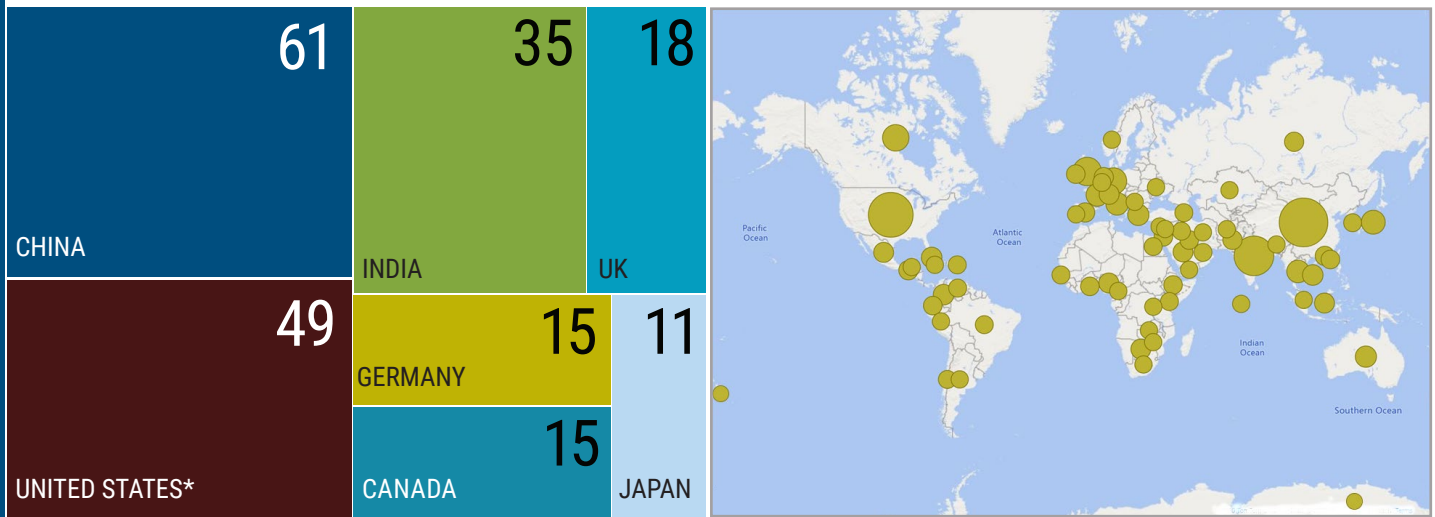 61
CHINA
35
INDIA
18
UK
49
UNITED STATES*
15
GERMANY
15
CANADA
11
JAPAN
Pacific
Ocean
Atlantic
Ocean
Indian
Ocean
Southern Ocean